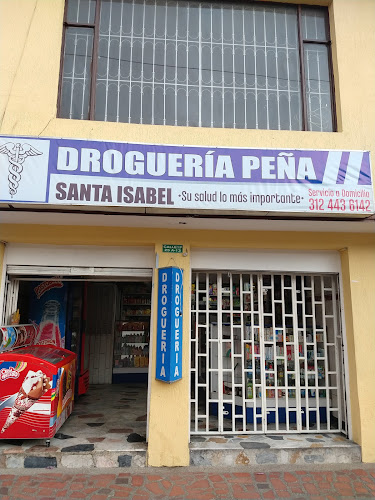 DROGUERÍA PEÑA
SANTA ISABEL •Su salud lo más importante•
Servicio a Domicilio
312 443 6142
DROGUERIA
DROGUERIA